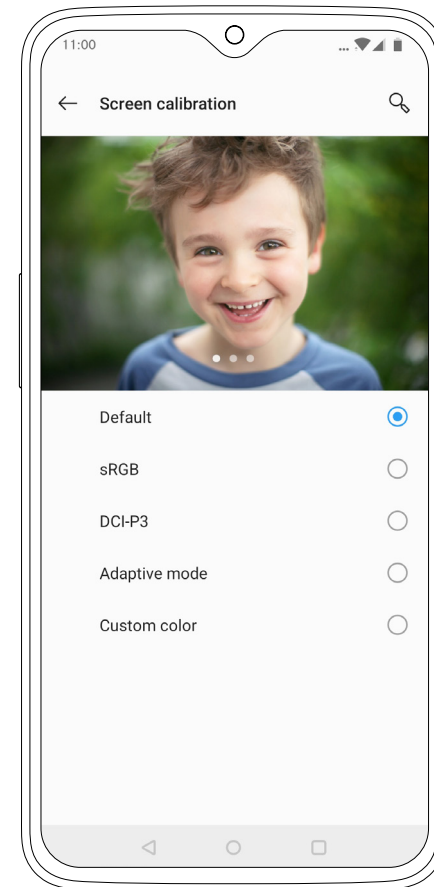 11:00
Screen calibration
Default
sRGB
DCI-P3
Adaptive mode
Custom color